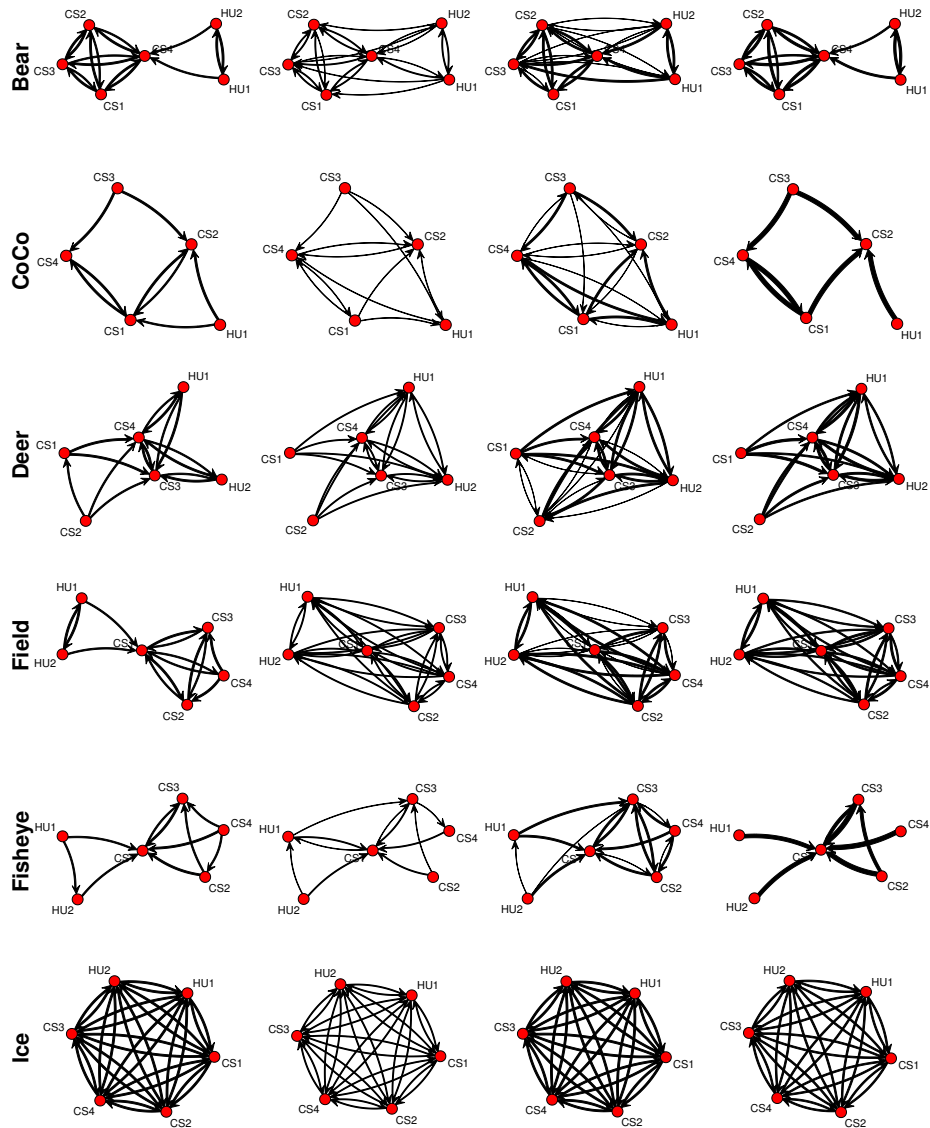 Bear
CS2 CS3 CS4 CS1 HU2 HU1
CS2 CS3 CS1 HU2 HU1
CS2 CS3 CS1 HU2 HU1
CS2 CS3 CS4 CS1 HU2 HU1
CoCo
CS3 CS2 CS4 CS1 HU1
CS3 CS2 CS4 CS1 HU1
CS3 CS2 CS4 CS1 HU1
CS3 CS2 CS4 CS1 HU1
Deer
HU1 CS4 CS1 CS3 HU2 CS2
HU1 CS4 CS1 CS3 HU2 CS2
HU1 CS4 CS1 CS3 HU2 CS2
HU1 CS4 CS1 CS3 HU2 CS2
Field
HU1 CS3 HU2 CS4 CS2
HU1 CS3 HU2 CS4 CS2
HU1 CS3 HU2 CS4 CS2
HU1 CS3 HU2 CS4 CS2
Fisheye
CS3 HU1 CS4 CS2 HU2
CS3 HU1 CS4 CS2 HU2
CS3 HU1 CS4 CS2 HU2
CS3 HU1 CS4 CS2 HU2
Ice
HU2 HU1 CS3 CS1 CS4 CS2
HU2 HU1 CS3 CS1 CS4 CS2
HU2 HU1 CS3 CS1 CS4 CS2
HU2 HU1 CS3 CS1 CS4 CS2